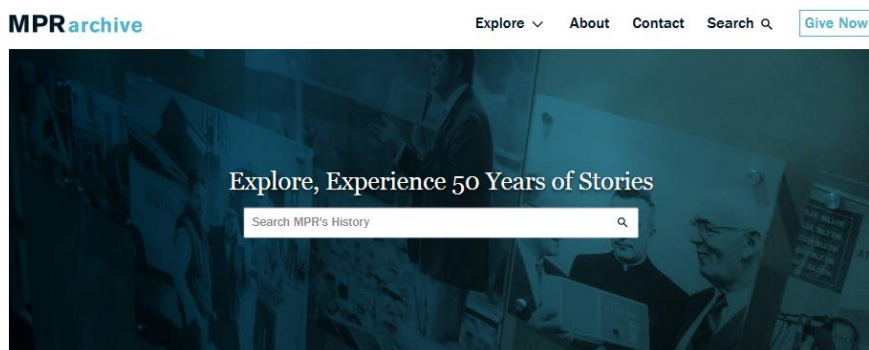 MPRarchive
Explore About Contact Search Give Now
Explore, Experience 50 Years of Stories
Search MPR's History